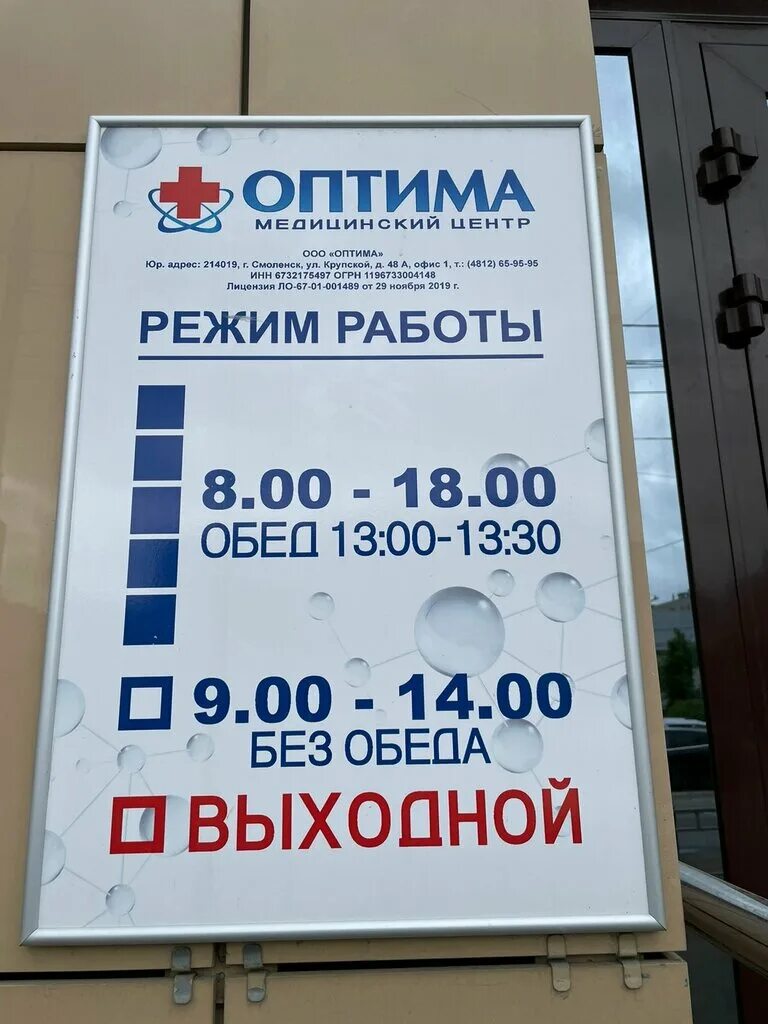 ОПТИМА
МЕДИЦИНСКИЙ ЦЕНТР
ООО «ОПТИМА»
Юр. адрес: 214019, г. Смоленск, ул. Крупской, д. 48 А, офис 1, т.: (4812) 65-95-95
ИНН 6732175497 ОГРН 1196733004148
Лицензия ЛО-67-01-001489 от 29 ноября 2019 г.
РЕЖИМ РАБОТЫ
8.00 - 18.00
ОБЕД 13:00-13:30
9.00 - 14.00
БЕЗ ОБЕДА
ВЫХОДНОЙ